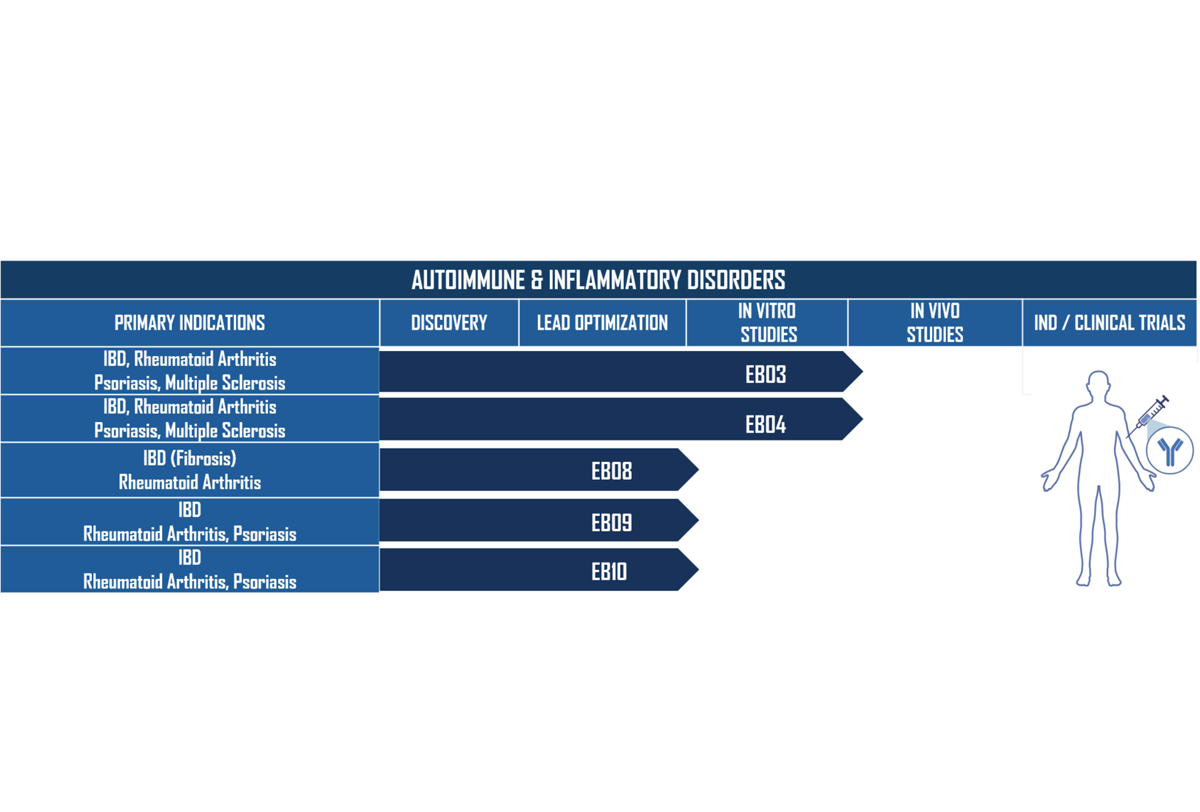 AUTOIMMUNE & INFLAMMATORY DISORDERS
PRIMARY INDICATIONS
DISCOVERY
LEAD OPTIMIZATION
IN VITRO
STUDIES
IN VIVO
STUDIES
IND / CLINICAL TRIALS
IBD, Rheumatoid Arthritis
Psoriasis, Multiple Sclerosis
EB03
IBD, Rheumatoid Arthritis
Psoriasis, Multiple Sclerosis
EB04
IBD (Fibrosis)
Rheumatoid Arthritis
EB08
IBD
Rheumatoid Arthritis, Psoriasis
EB09
IBD
Rheumatoid Arthritis, Psoriasis
EB10